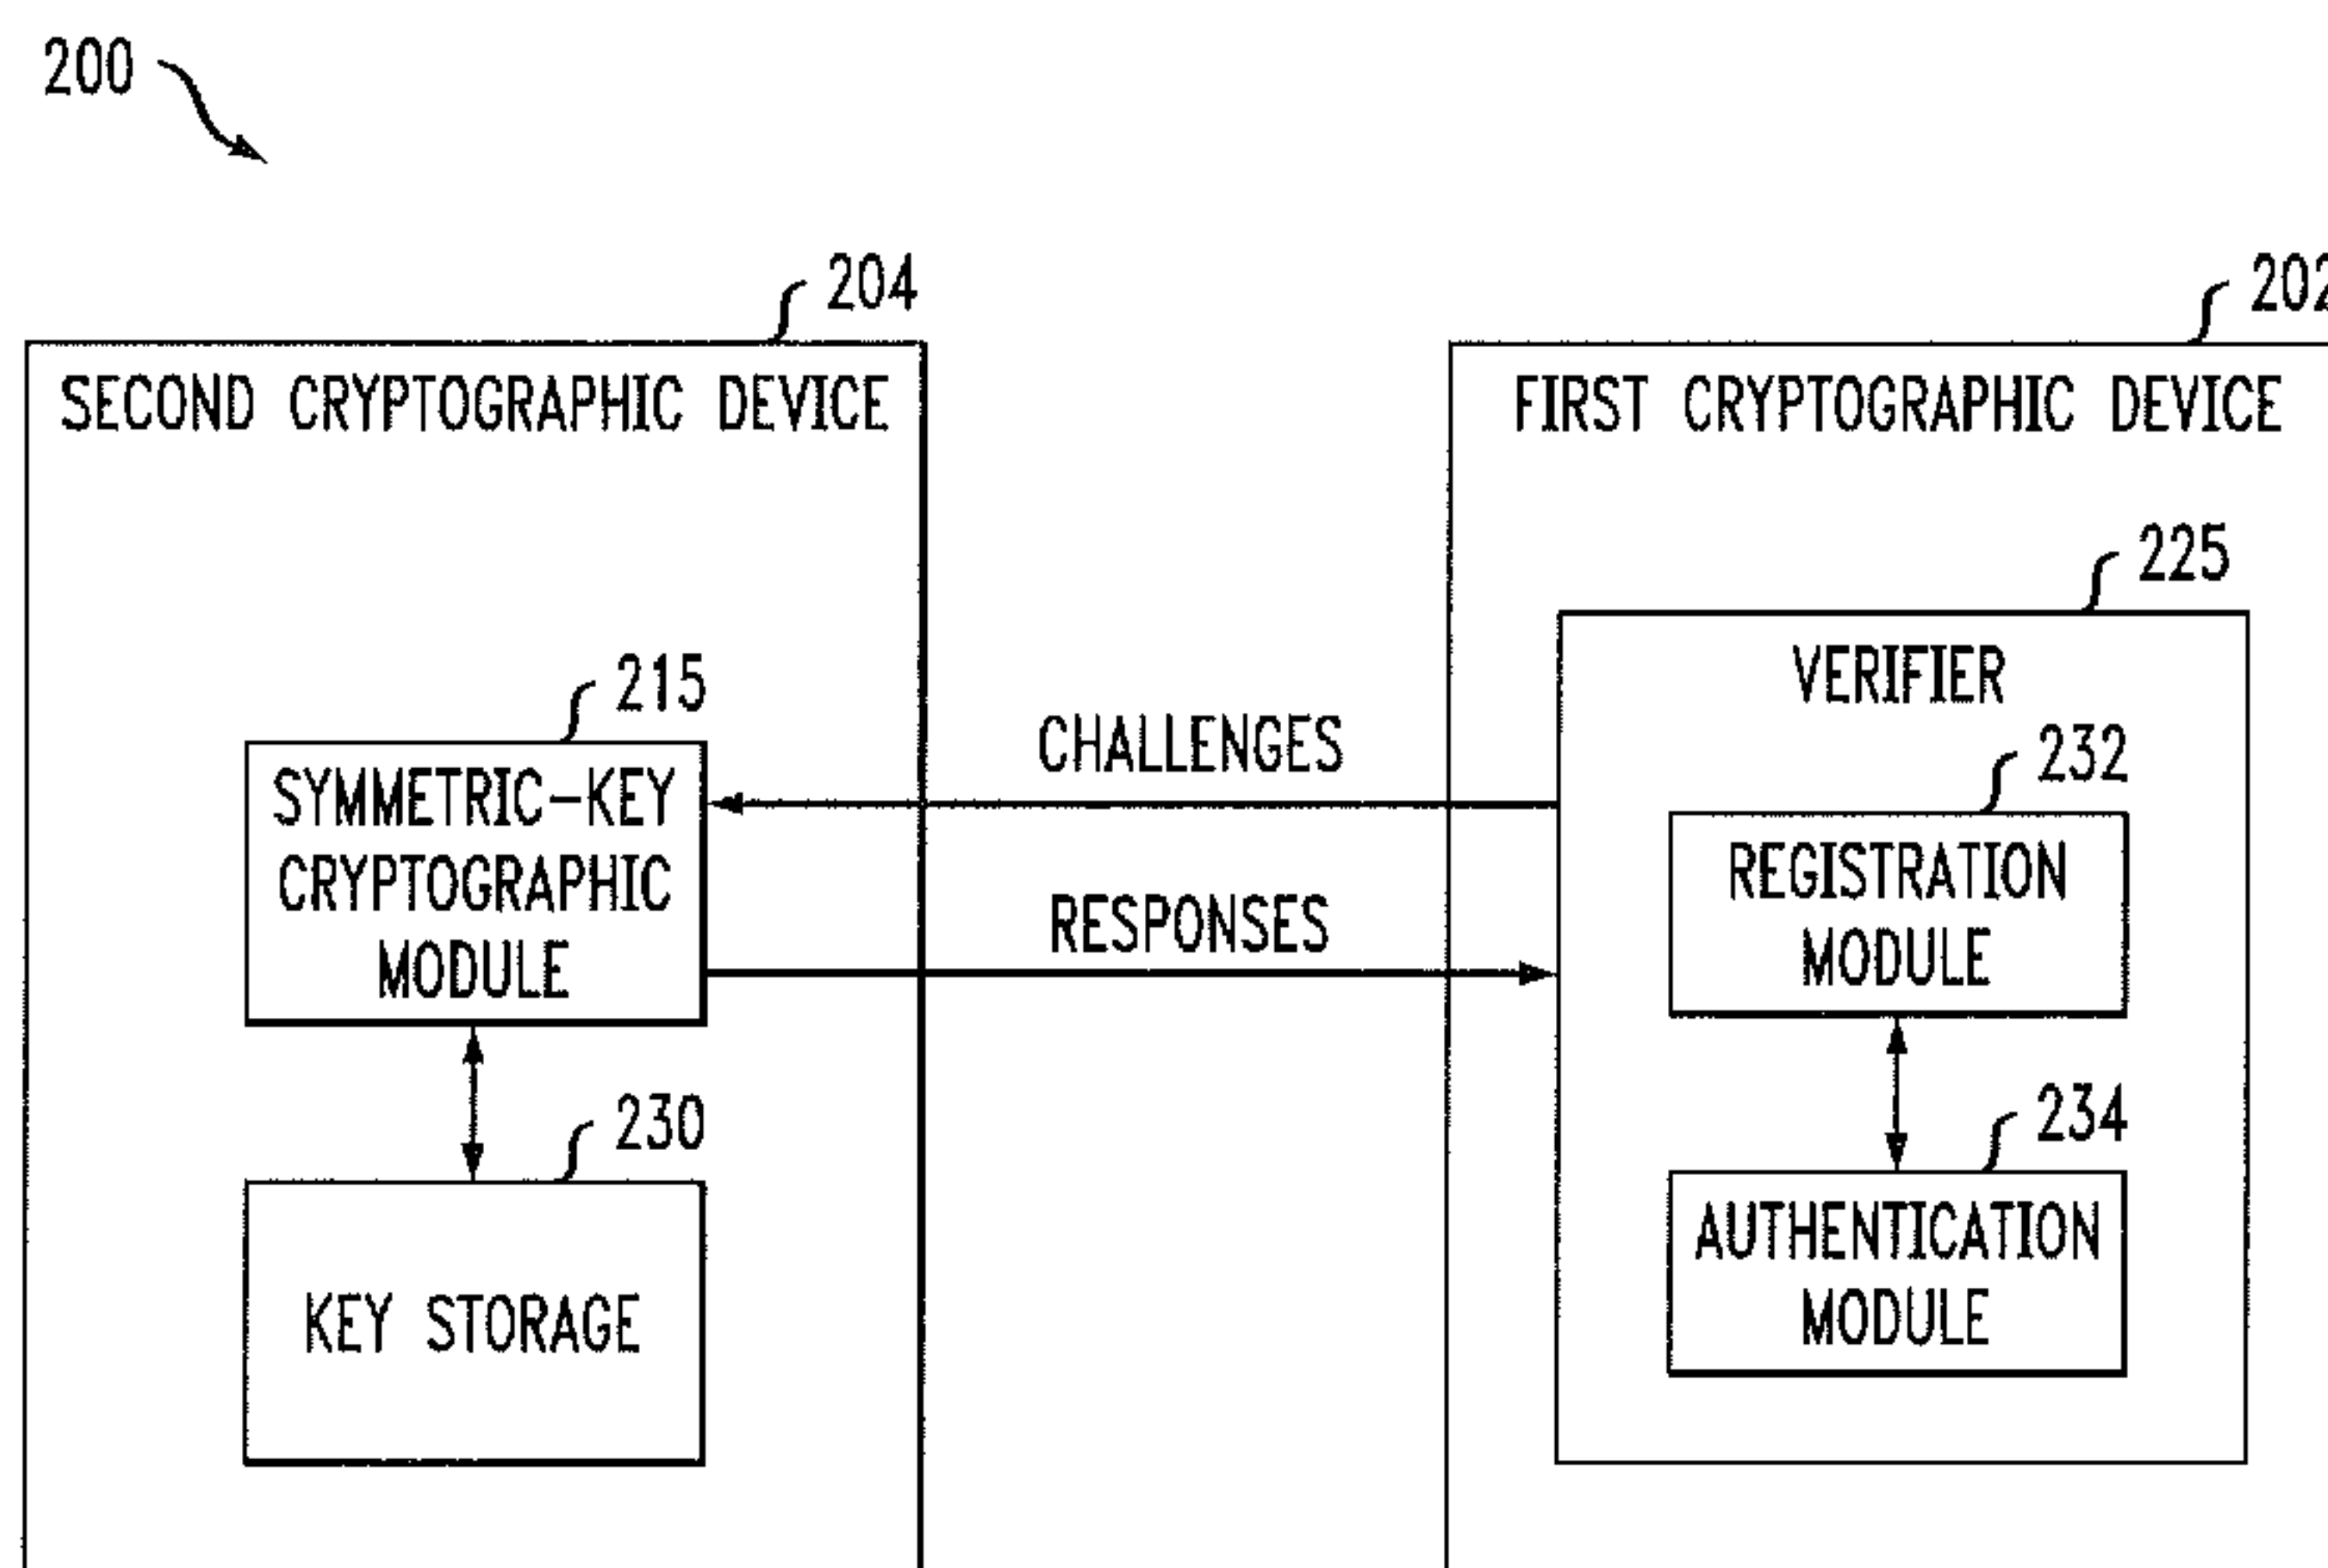 200
204
202
SECOND CRYPTOGRAPHIC DEVICE
FIRST CRYPTOGRAPHIC DEVICE
225
VERIFIER
215
SYMMETRIC-KEY
CRYPTOGRAPHIC
MODULE
CHALLENGES
RESPONSES
232
REGISTRATION
MODULE
230
KEY STORAGE
234
AUTHENTICATION
MODULE